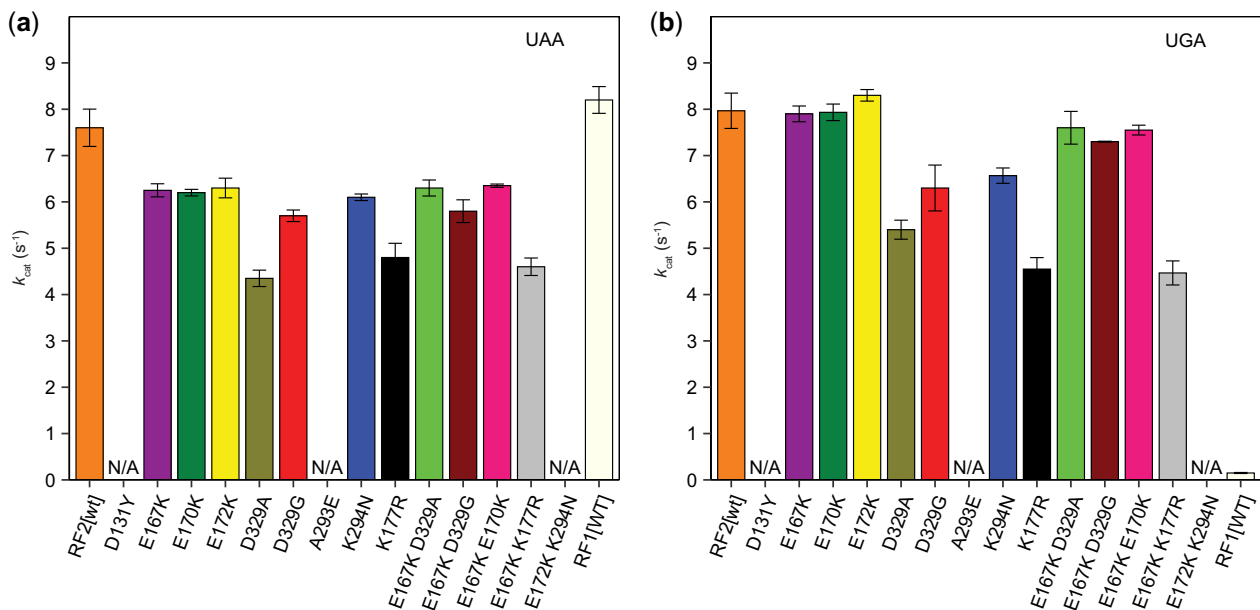 (a)
UAA
k_cat (s⁻¹)
9
8
7
6
5
4
3
2
1
0
N/A
N/A
N/A
RF2[wt]
D131Y
E167K
E170K
E172K
D329A
D329G
A293E
K294N
K177R
E167K D329A
E167K D329G
E167K E170K
E167K K177R
E172K K294N
RF1[WT]
(b)
UGA
k_cat (s⁻¹)
9
8
7
6
5
4
3
2
1
0
N/A
N/A
N/A
RF2[wt]
D131Y
E167K
E170K
E172K
D329A
D329G
A293E
K294N
K177R
E167K D329A
E167K D329G
E167K E170K
E167K K177R
E172K K294N
RF1[WT]